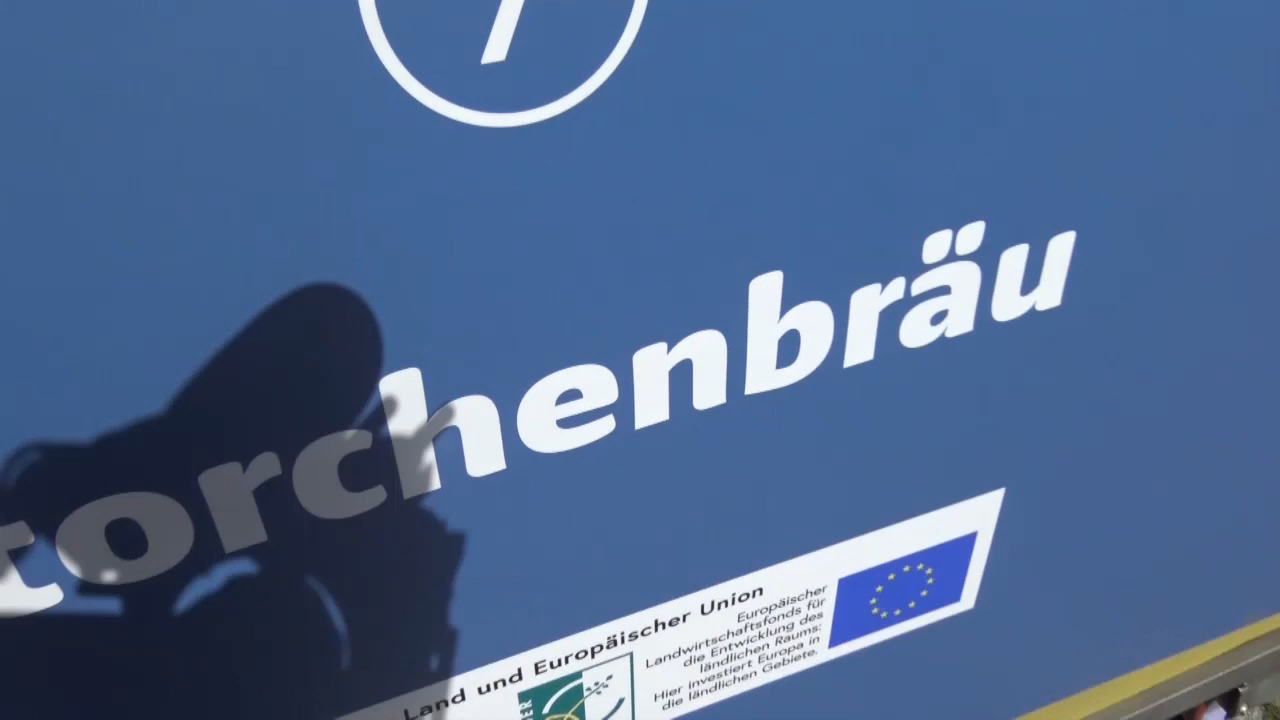 7
torchenbräu
Land und Europäischer Union
Europäischer
Landwirtschaftsfonds für
die Entwicklung des
ländlichen Raums:
Hier investiert Europa in
die ländlichen Gebiete.